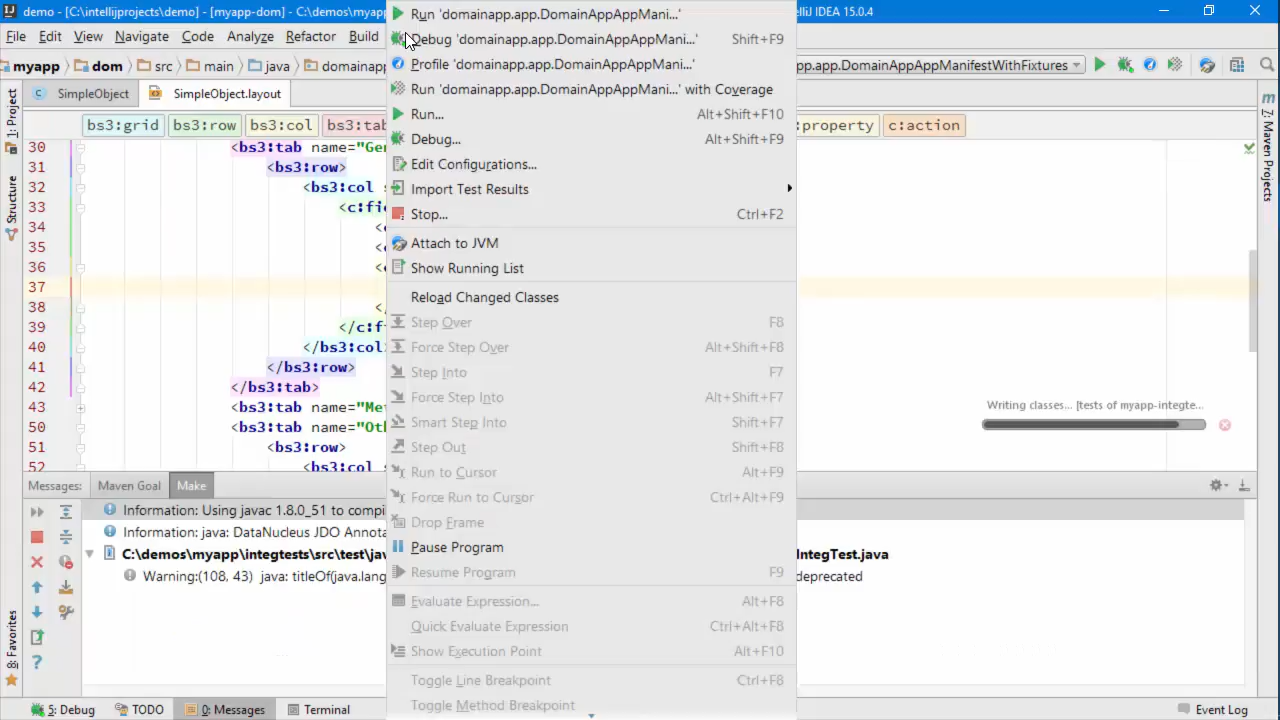 demo - [C:\intellijprojects\demo] - [myapp-dom] - C:\demos\myapp
lliJ IDEA 15.0.4
File Edit View Navigate Code Analyze Refactor Build
myapp dom src main java domainapp
pp.app.DomainAppAppManifestWithFixtures
SimpleObject SimpleObject.layout
bs3:grid bs3:row bs3:col bs3:tab :property c:action
1: Project
Structure
8: Favorites
Maven Projects
30 <bs3:tab name="Ge
31 <bs3:row>
32 <bs3:col s
33 <c:fi
34 <
35 <
36 <
37
38 </
39 </c:f
40 </bs3:col>
41 </bs3:row>
42 </bs3:tab>
43 <bs3:tab name="Met
50 <bs3:tab name="Oth
51 <bs3:row>
52 <bs3:col s
Run 'domainapp.app.DomainAppAppMani...'
Debug 'domainapp.app.DomainAppAppMani...' Shift+F9
Profile 'domainapp.app.DomainAppAppMani...'
Run 'domainapp.app.DomainAppAppMani...' with Coverage
Run... Alt+Shift+F10
Debug... Alt+Shift+F9
Edit Configurations...
Import Test Results
Stop... Ctrl+F2
Attach to JVM
Show Running List
Reload Changed Classes
Step Over F8
Force Step Over Alt+Shift+F8
Step Into F7
Force Step Into Alt+Shift+F7
Smart Step Into Shift+F7
Step Out Shift+F8
Run to Cursor Alt+F9
Force Run to Cursor Ctrl+Alt+F9
Drop Frame
Pause Program
Resume Program F9
Evaluate Expression... Alt+F8
Quick Evaluate Expression Ctrl+Alt+F8
Show Execution Point Alt+F10
Toggle Line Breakpoint Ctrl+F8
Toggle Method Breakpoint
Writing classes... [tests of myapp-integte...
Messages: Maven Goal Make
Information: Using javac 1.8.0_51 to compi
Information: java: DataNucleus JDO Annota
C:\demos\myapp\integtests\src\test\jav IntegTest.java
Warning:(108, 43) java: titleOf(java.lang deprecated
5: Debug TODO 0: Messages Terminal Event Log